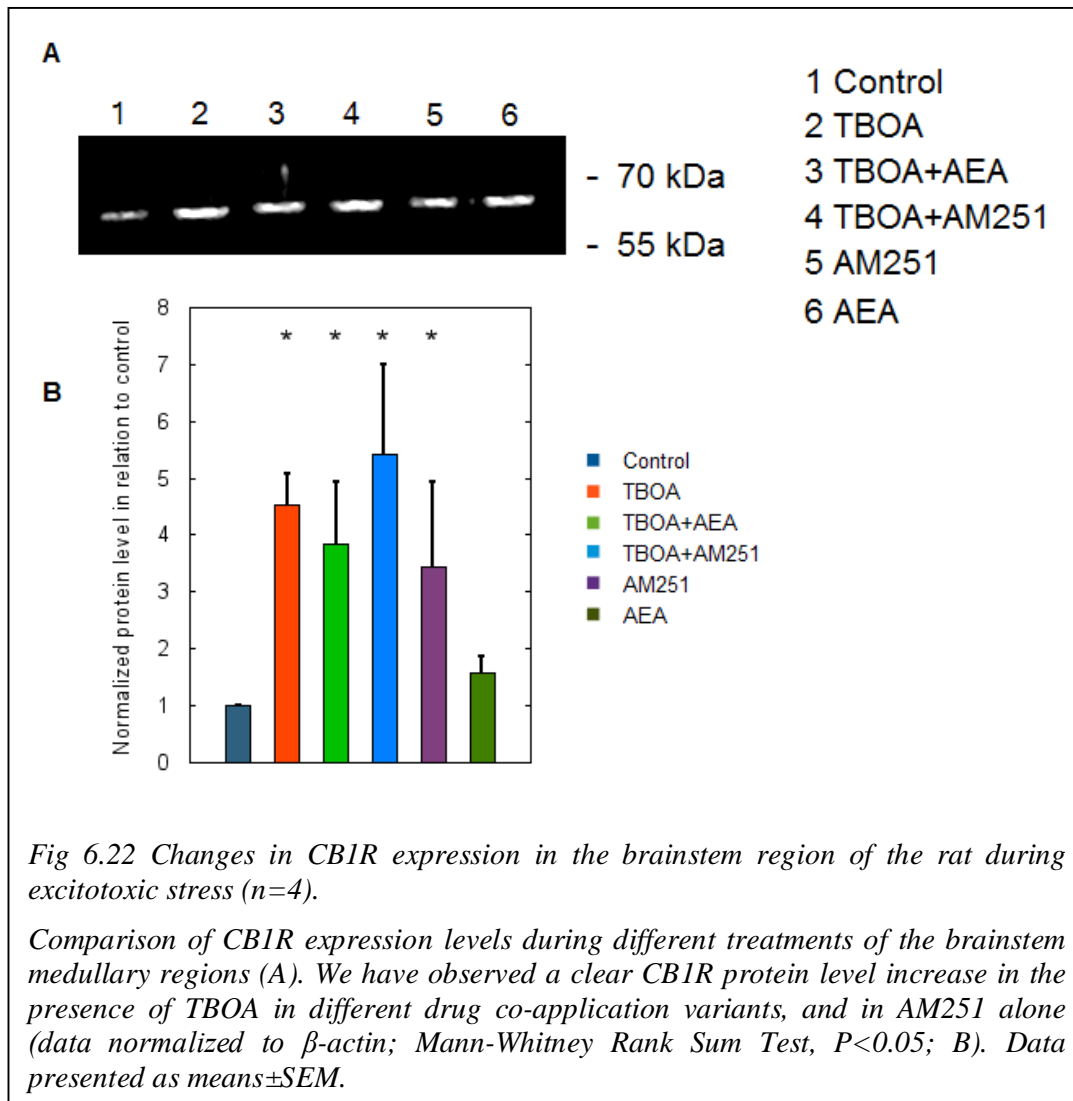 A
1 2 3 4 5 6
- 70 kDa
- 55 kDa
1 Control
2 TBOA
3 TBOA+AEA
4 TBOA+AM251
5 AM251
6 AEA
B
Normalized protein level in relation to control
8
7
6
5
4
3
2
1
0
* * * *
Control
TBOA
TBOA+AEA
TBOA+AM251
AM251
AEA
Fig 6.22 Changes in CB1R expression in the brainstem region of the rat during
excitotoxic stress (n=4).
Comparison of CB1R expression levels during different treatments of the brainstem
medullary regions (A). We have observed a clear CB1R protein level increase in the
presence of TBOA in different drug co-application variants, and in AM251 alone
(data normalized to β-actin; Mann-Whitney Rank Sum Test, P<0.05; B). Data
presented as means±SEM.